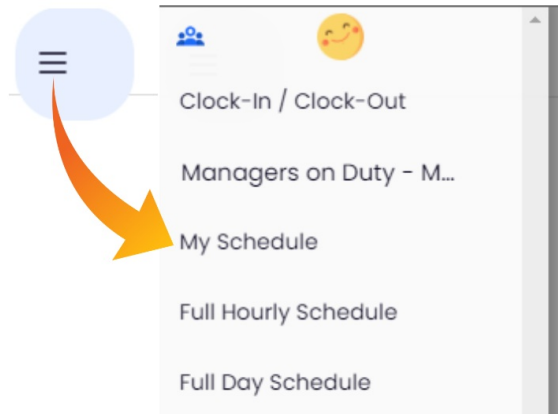 Clock-In / Clock-Out
Managers on Duty - M...
My Schedule
Full Hourly Schedule
Full Day Schedule